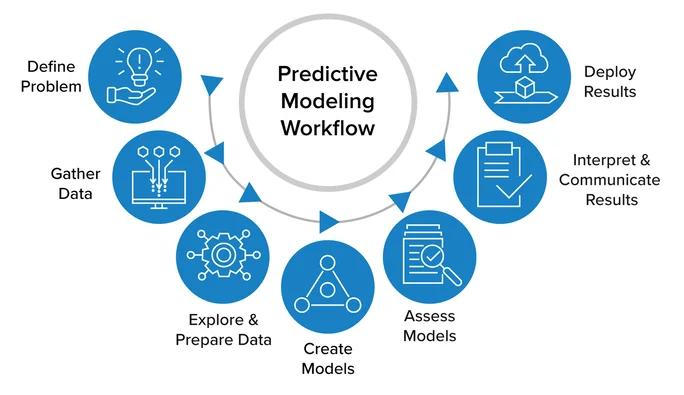 Predictive
Modeling
Workflow
Define
Problem
Gather
Data
Explore &
Prepare Data
Create
Models
Assess
Models
Interpret &
Communicate
Results
Deploy
Results